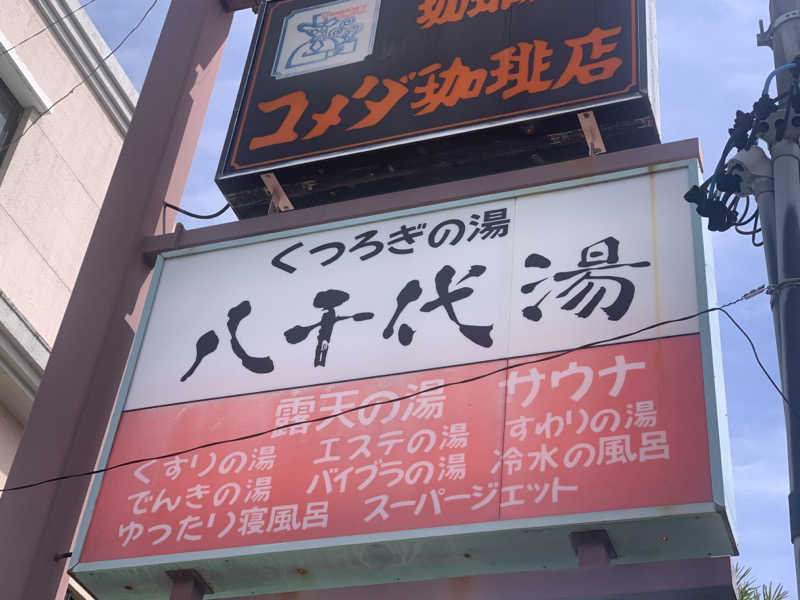 珈琲
コメダ珈琲店
くつろぎの湯
八千代湯
露天の湯 サウナ
くすりの湯 エステの湯 すわりの湯
でんきの湯 バイブラの湯 冷水の風呂
ゆったり寝風呂 スーパージェット